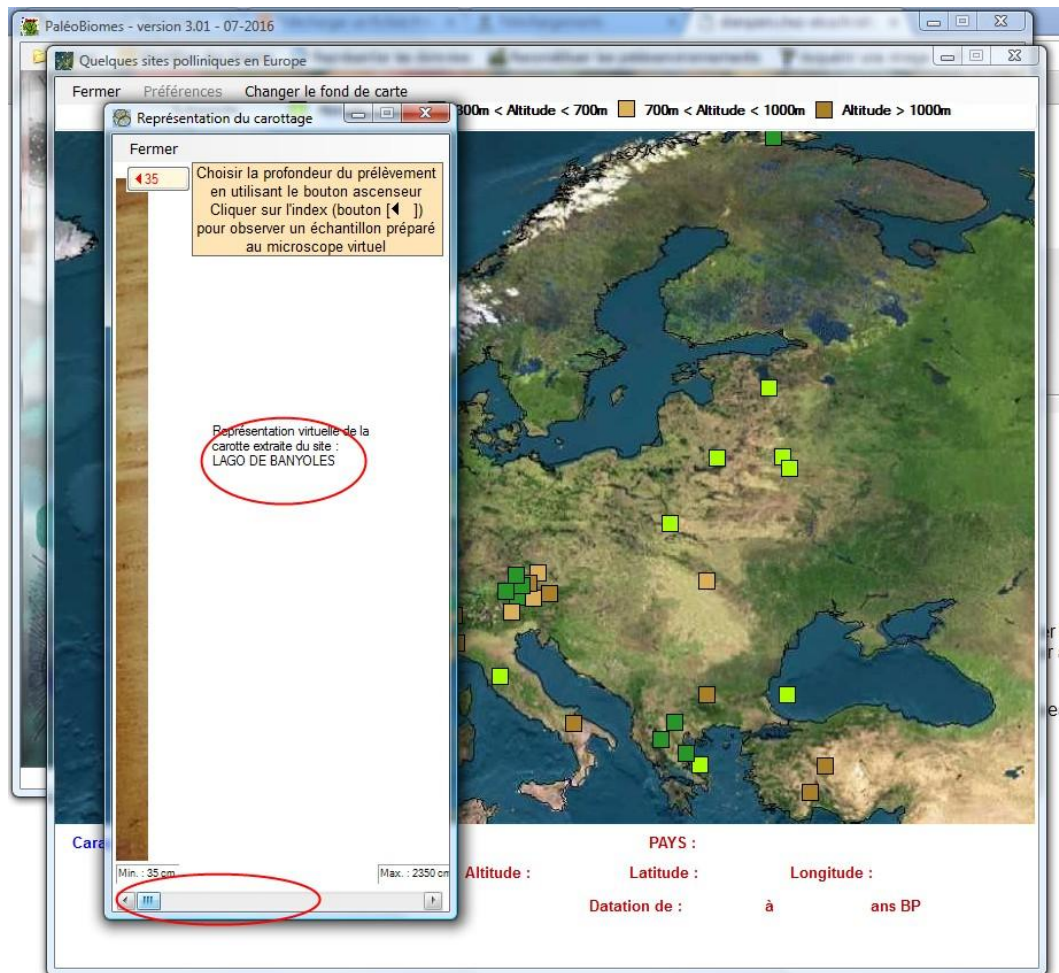 PaléoBiomes - version 3.01 - 07-2016
Quelques sites polliniques en Europe
Fermer Préférences Changer le fond de carte
< Altitude < 700m 700m < Altitude < 1000m Altitude > 1000m
Représentation du carottage
Fermer
35
Choisir la profondeur du prélèvement
en utilisant le bouton ascenseur
Cliquer sur l'index (bouton [◀ ])
pour observer un échantillon préparé
au microscope virtuel
Représentation virtuelle de la
carotte extraite du site :
LAGO DE BANYOLES
PAYS :
Min. : 35 cm Max. : 2350 cm
Altitude : Latitude : Longitude :
Datation de : à ans BP